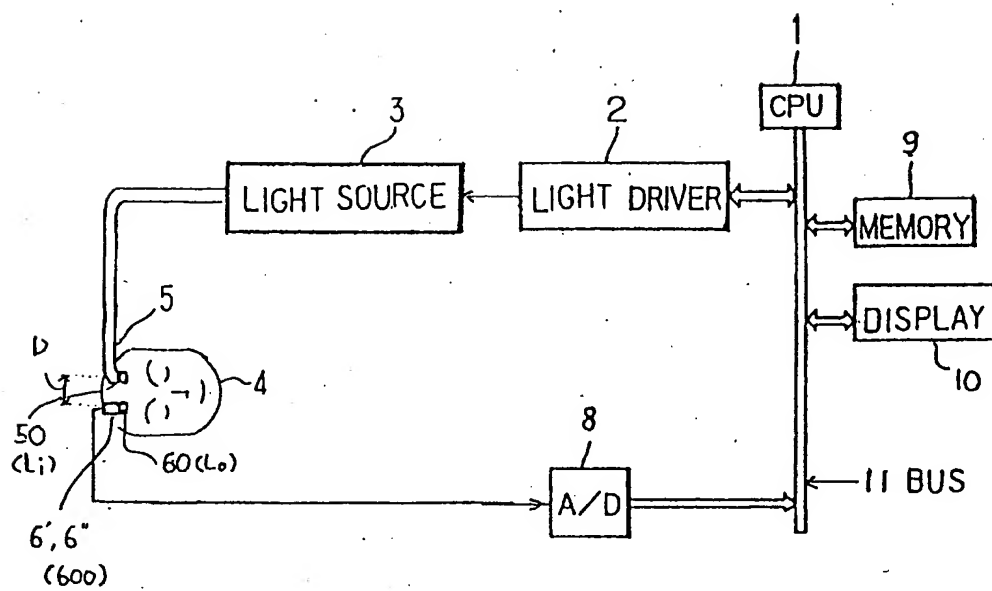 1
CPU
3
LIGHT SOURCE
2
LIGHT DRIVER
9
MEMORY
5
D
4
DISPLAY
10
50
(Li)
60(Lo)
8
A/D
11 BUS
6', 6"
(600)